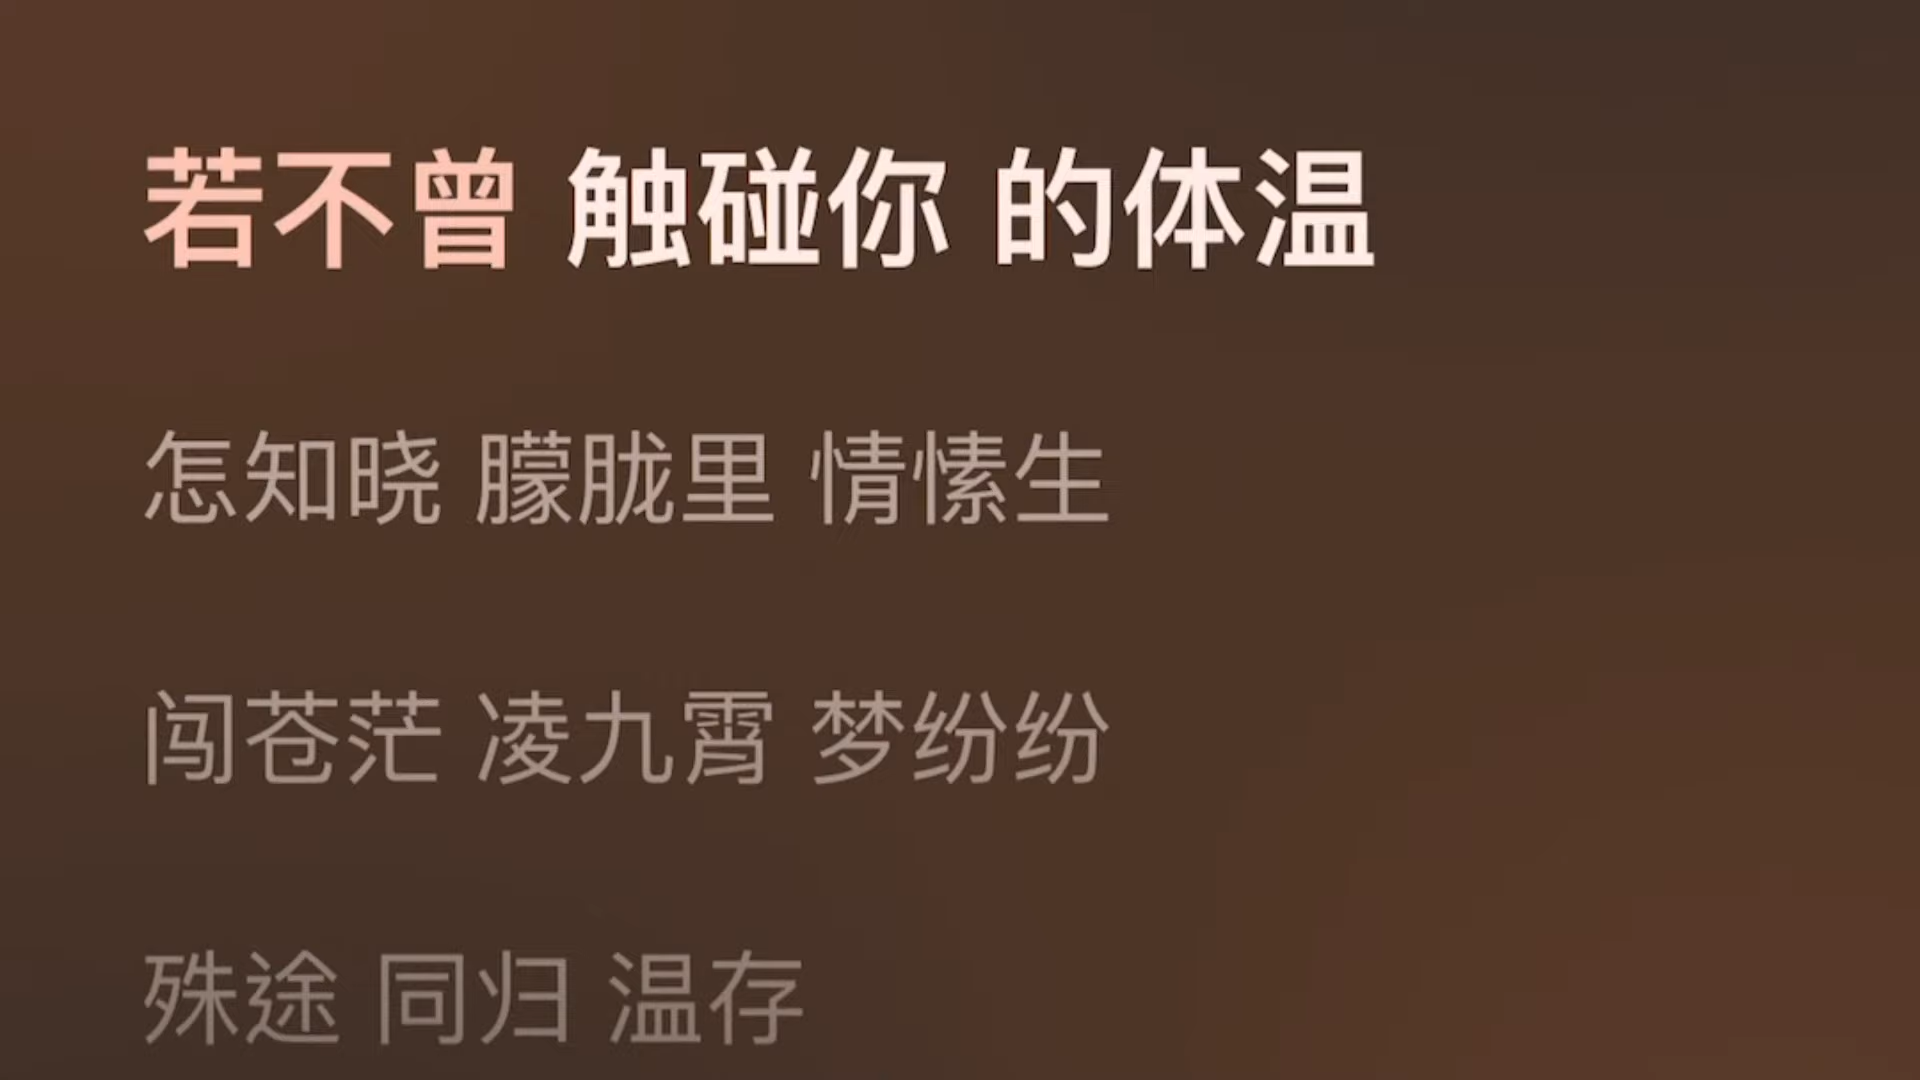 若不曾 触碰你 的体温
怎知晓 朦胧里 情愫生
闯苍茫 凌九霄 梦纷纷
殊途 同归 温存